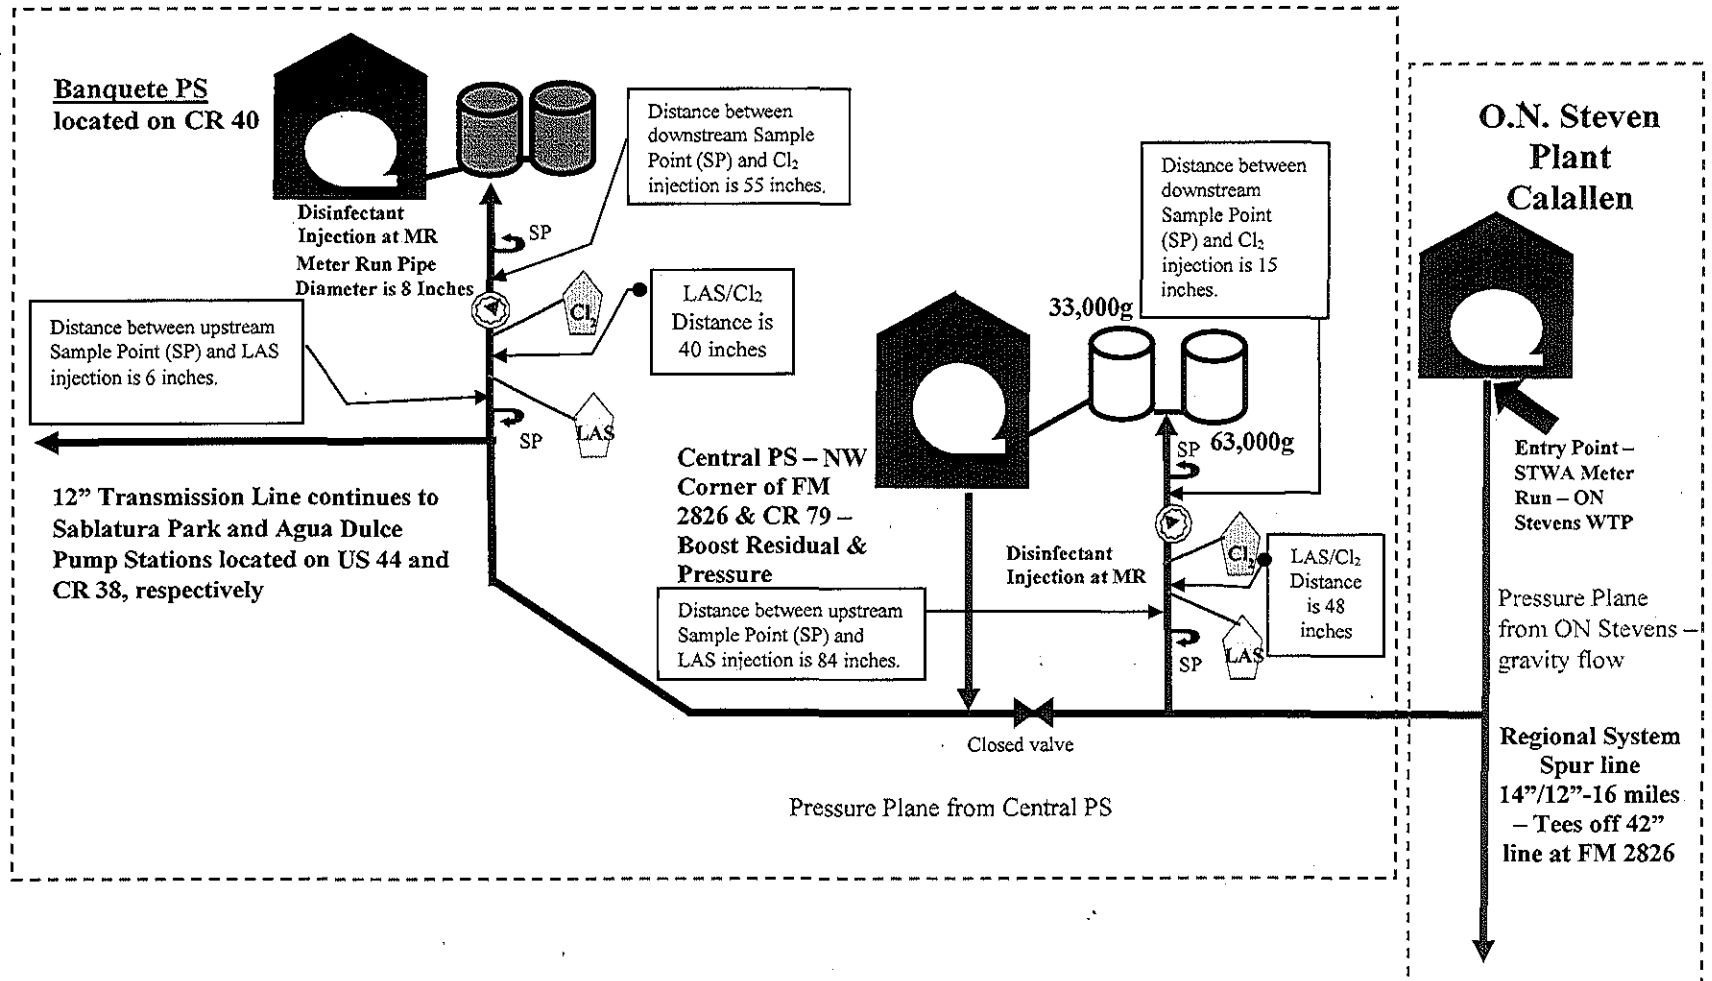 Banquete PS
located on CR 40
Distance between
downstream Sample
Point (SP) and Cl₂
injection is 55 inches.
Disinfectant
Injection at MR
Meter Run Pipe
Diameter is 8 Inches
SP
Cl₂
LAS/Cl₂
Distance is
40 inches
Distance between upstream
Sample Point (SP) and LAS
injection is 6 inches.
SP
LAS
12” Transmission Line continues to
Sablatura Park and Agua Dulce
Pump Stations located on US 44 and
CR 38, respectively
Distance between
downstream
Sample Point
(SP) and Cl₂
injection is 15
inches.
33,000g
63,000g
SP
Central PS – NW
Corner of FM
2826 & CR 79 –
Boost Residual &
Pressure
Disinfectant
Injection at MR
Cl₂
LAS/Cl₂
Distance
is 48
inches
Distance between upstream
Sample Point (SP) and
LAS injection is 84 inches.
SP
LAS
Closed valve
Pressure Plane from Central PS
O.N. Steven
Plant
Calallen
Entry Point –
STWA Meter
Run – ON
Stevens WTP
Pressure Plane
from ON Stevens –
gravity flow
Regional System
Spur line
14”/12”-16 miles
– Tees off 42”
line at FM 2826